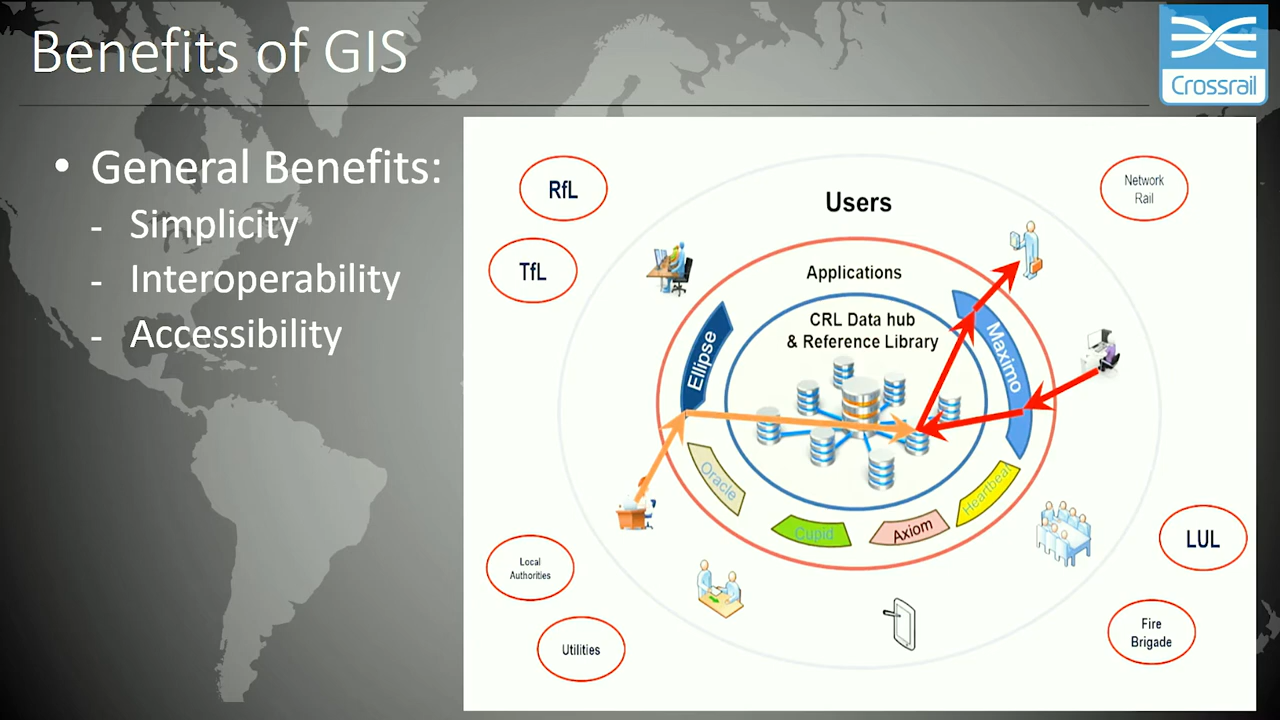 Benefits of GIS
Crossrail
• General Benefits:
- Simplicity
- Interoperability
- Accessibility
RfL
TfL
Network
Rail
Users
Applications
CRL Data hub
& Reference Library
Ellipse
Maximo
Oracle
Cupid
Axiom
Heartbeat
Local
Authorities
Utilities
LUL
Fire
Brigade